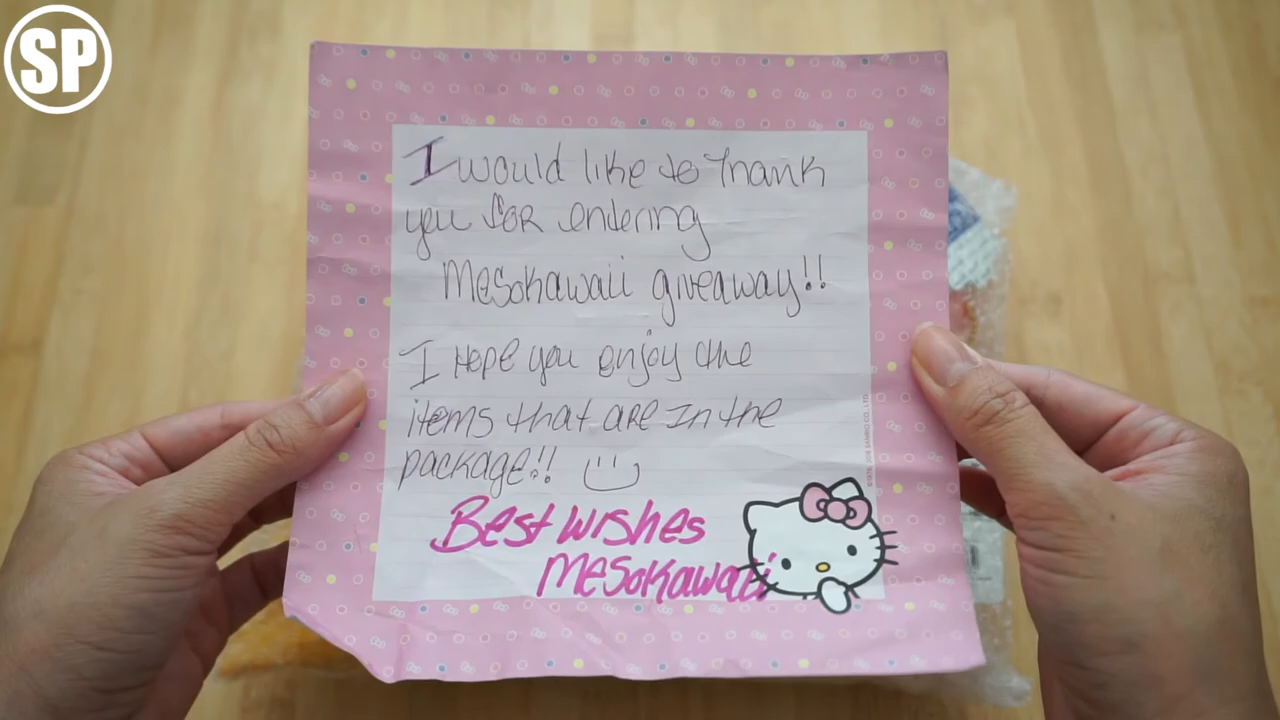 SP
I would like to Thank
you for entering
Mesokawaii giveaway!!
I Hope you enjoy the
items that are In the
package!!
Best wishes
Mesokawaii